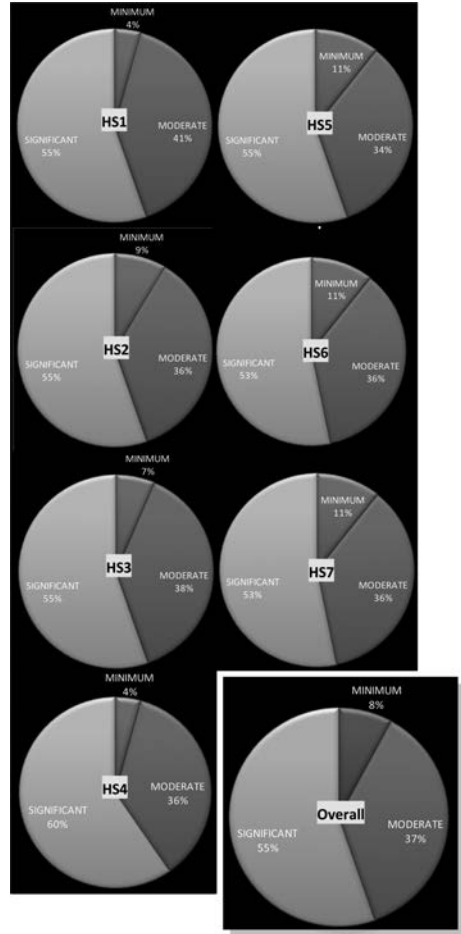 MINIMUM
4%
HS1
MODERATE
41%
SIGNIFICANT
55%
MINIMUM
11%
HS5
MODERATE
34%
SIGNIFICANT
55%
MINIMUM
9%
HS2
MODERATE
36%
SIGNIFICANT
55%
MINIMUM
11%
HS6
MODERATE
36%
SIGNIFICANT
53%
MINIMUM
7%
HS3
MODERATE
38%
SIGNIFICANT
55%
MINIMUM
11%
HS7
MODERATE
36%
SIGNIFICANT
53%
MINIMUM
4%
HS4
MODERATE
36%
SIGNIFICANT
60%
MINIMUM
8%
Overall
MODERATE
37%
SIGNIFICANT
55%